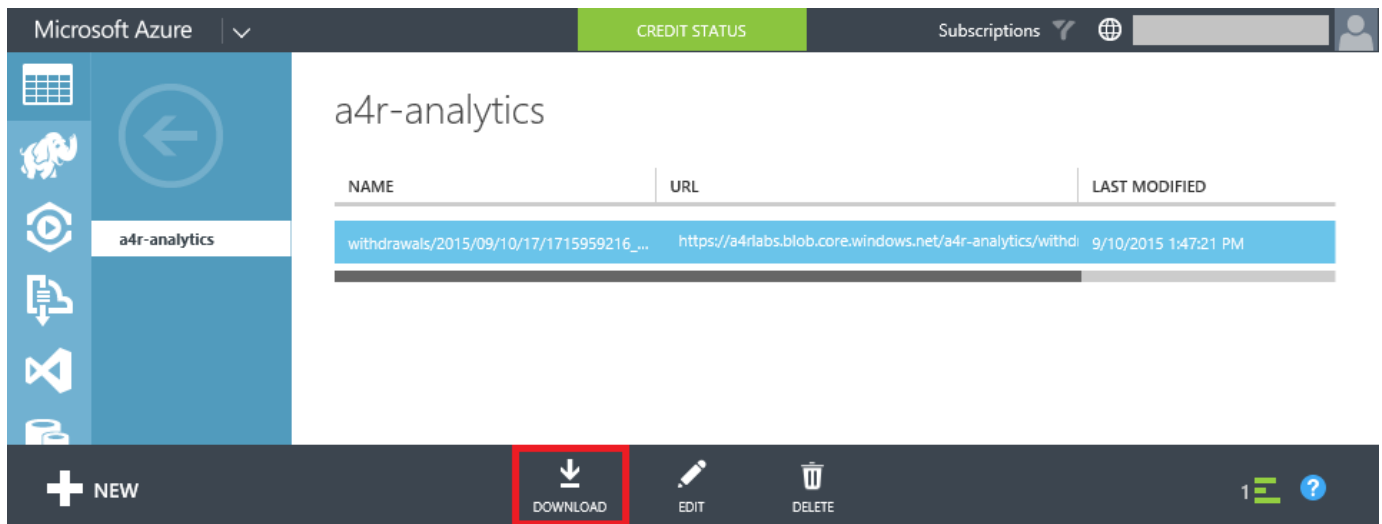 Microsoft Azure
CREDIT STATUS
Subscriptions
a4r-analytics
NAME
URL
LAST MODIFIED
a4r-analytics
withdrawals/2015/09/10/17/1715959216_...
https://a4rlabs.blob.core.windows.net/a4r-analytics/withd
9/10/2015 1:47:21 PM
NEW
DOWNLOAD
EDIT
DELETE
1
?